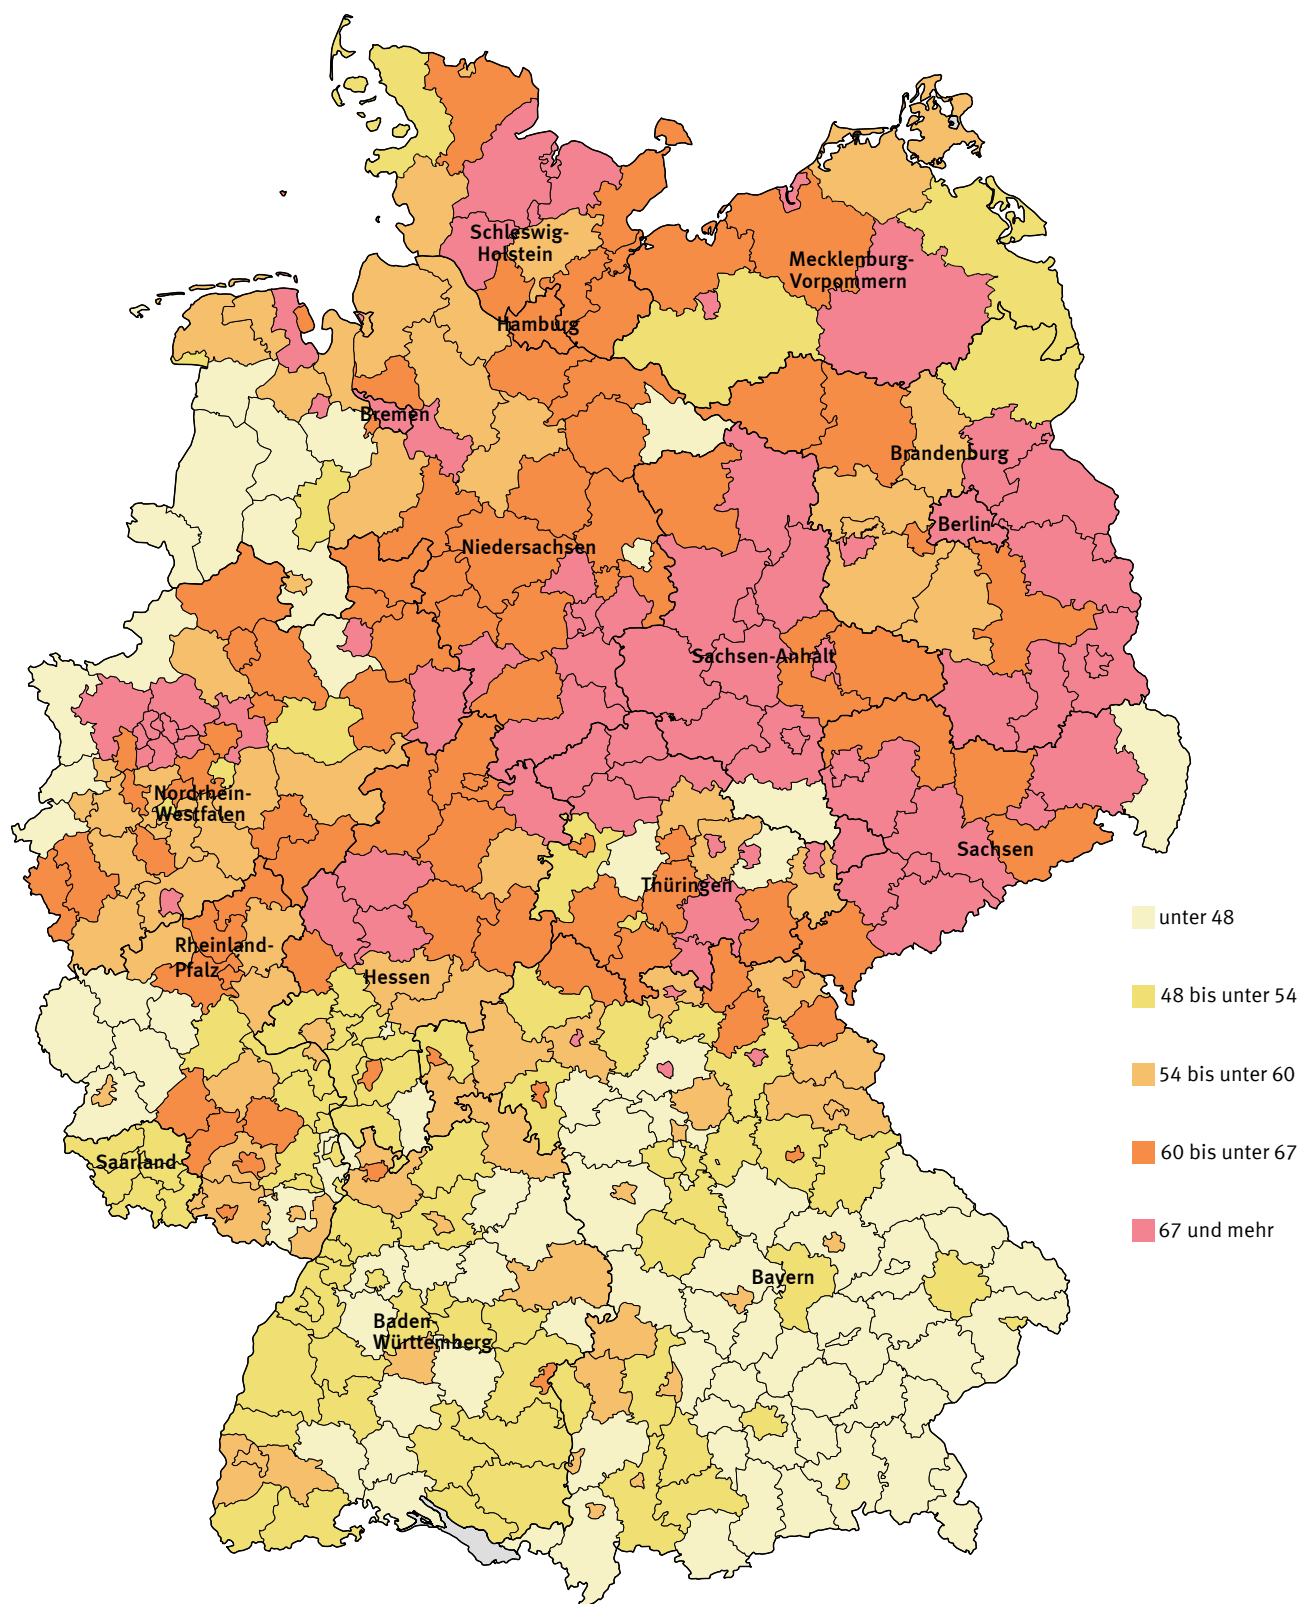 Schleswig-
Holstein
Mecklenburg-
Vorpommern
Hamburg
Bremen
Brandenburg
Berlin
Niedersachsen
Sachsen-Anhalt
Nordrhein-
Westfalen
Sachsen
Thüringen
Rheinland-
Pfalz
Hessen
Saarland
Bayern
Baden-
Württemberg
unter 48
48 bis unter 54
54 bis unter 60
60 bis unter 67
67 und mehr